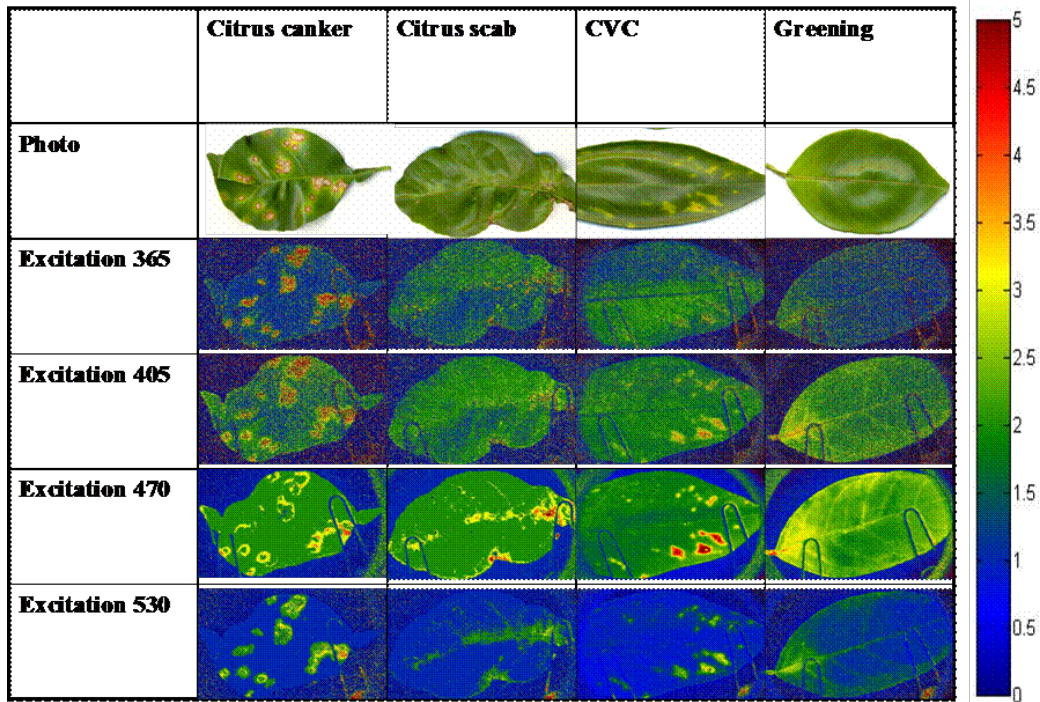 Citrus canker Citrus scab CVC Greening
Photo
Excitation 365
Excitation 405
Excitation 470
Excitation 530
5
4.5
4
3.5
3
2.5
2
1.5
1
0.5
0